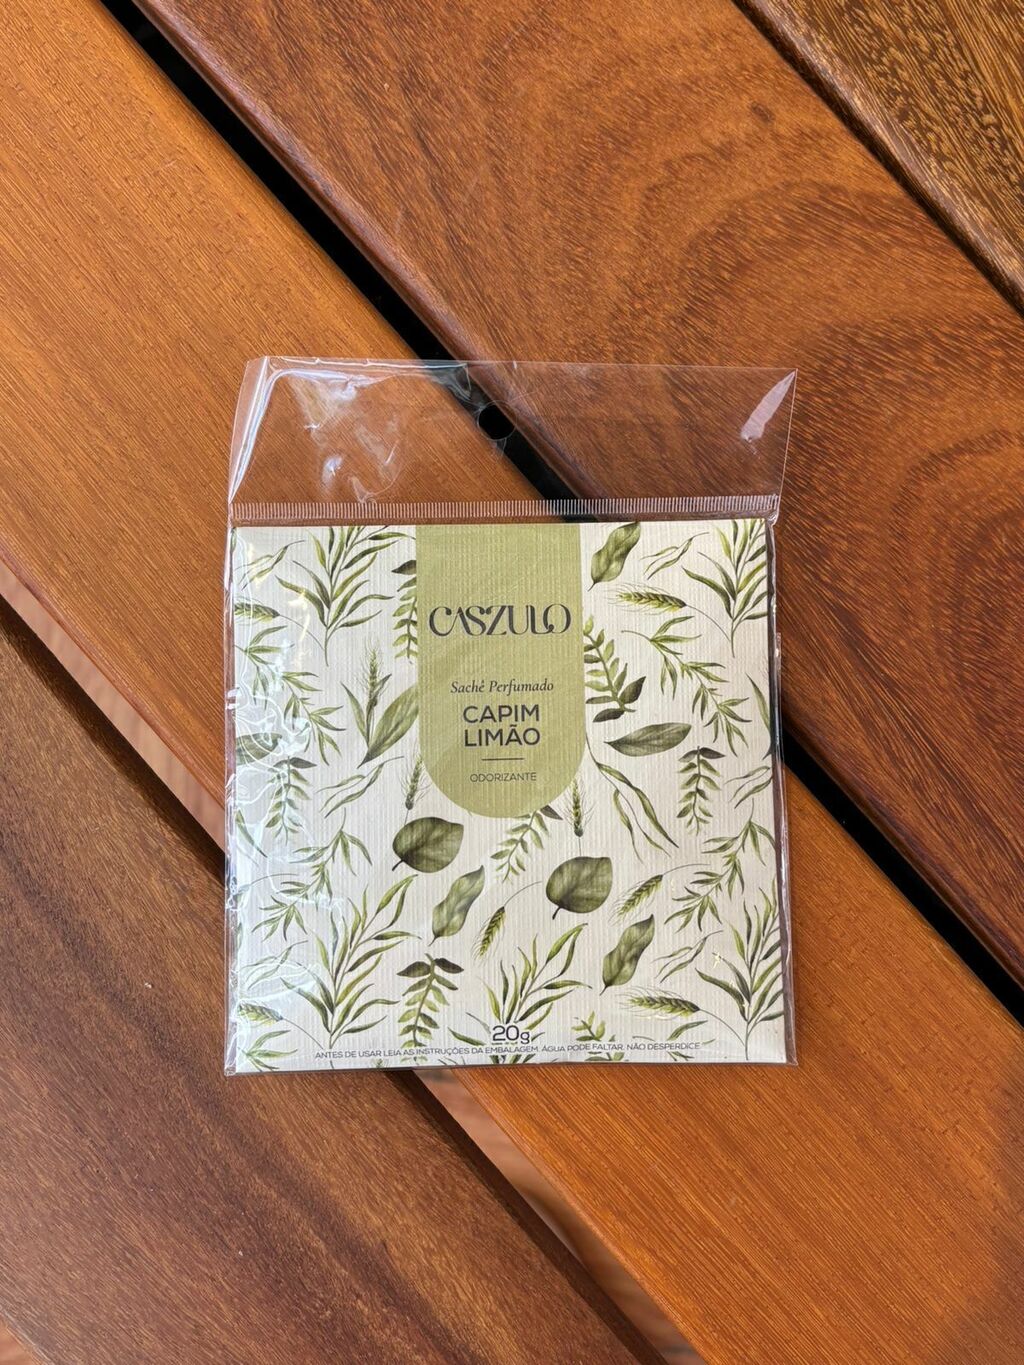 CASZULO
Sachê Perfumado
CAPIM
LIMÃO
ODORIZANTE
20g
ANTES DE USAR LEIA AS INSTRUÇÕES DA EMBALAGEM. ÁGUA PODE FALTAR. NÃO DESPERDICE